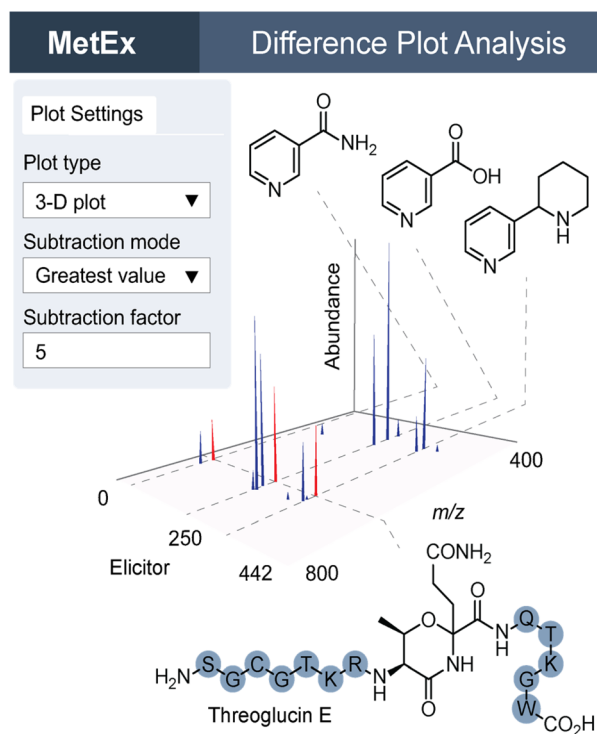 MetEx
Difference Plot Analysis
Plot Settings
Plot type
3-D plot
Subtraction mode
Greatest value
Subtraction factor
5
O
NH2
N
O
OH
N
N
H
N
Abundance
0
250
442
Elicitor
800
400
m/z
CONH2
O
O
N
H
NH
O
N
H
H2N
S
G
C
G
T
K
R
Q
T
K
G
W
CO2H
Threoglucin E